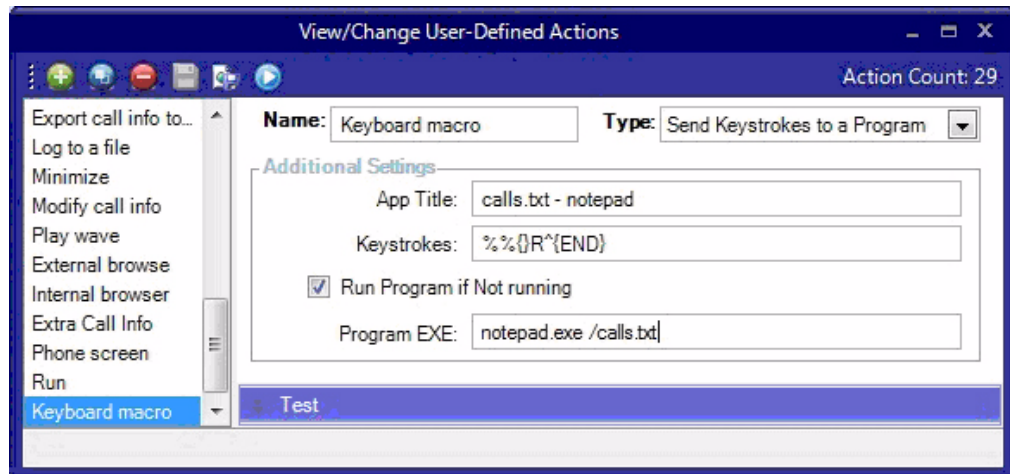 View/Change User-Defined Actions
Action Count: 29
Export call info to...
Log to a file
Minimize
Modify call info
Play wave
External browse
Internal browser
Extra Call Info
Phone screen
Run
Keyboard macro
Name: Keyboard macro Type: Send Keystrokes to a Program
Additional Settings
App Title: calls.txt - notepad
Keystrokes: %%{}R^{END}
Run Program if Not running
Program EXE: notepad.exe /calls.txt
Test